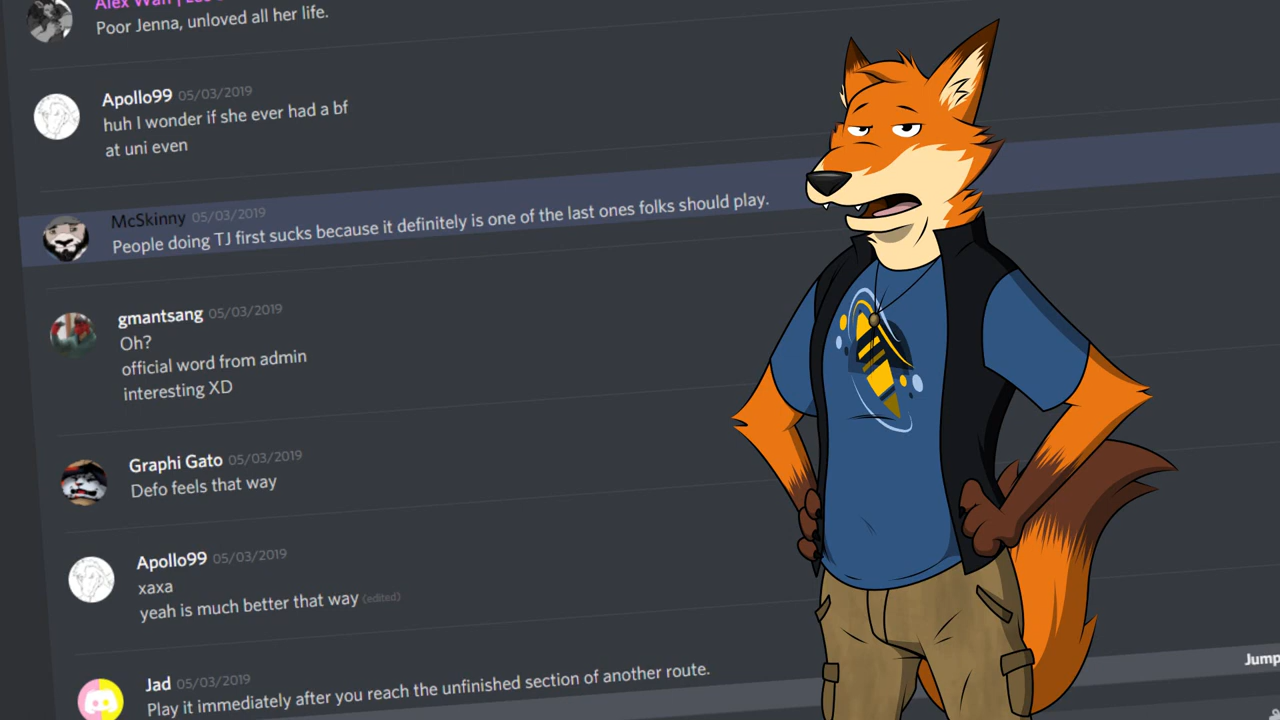 Alex Wan | 
Poor Jenna, unloved all her life.
Apollo99 05/03/2019
huh I wonder if she ever had a bf
at uni even
McSkinny 05/03/2019
People doing TJ first sucks because it definitely is one of the last ones folks should play.
gmantsang 05/03/2019
Oh?
official word from admin
interesting XD
Graphi Gato 05/03/2019
Defo feels that way
Apollo99 05/03/2019
xaxa
yeah is much better that way (edited)
Jad 05/03/2019
Play it immediately after you reach the unfinished section of another route.
Jump